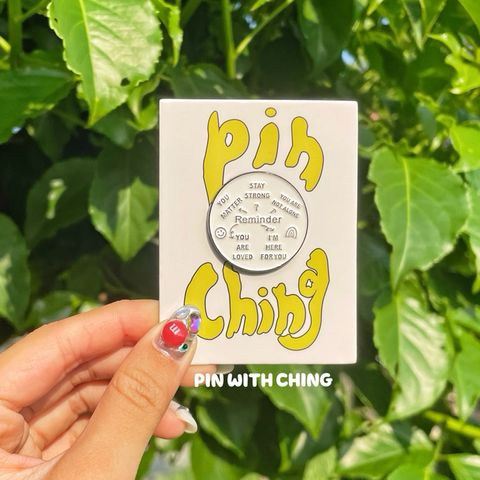 pin
STAY
STRONG
YOU
MATTER
YOU ARE
NOT ALONE
?
Reminder
YOU
ARE
LOVED
I'M
HERE
FOR YOU
Ching
PIN WITH CHING